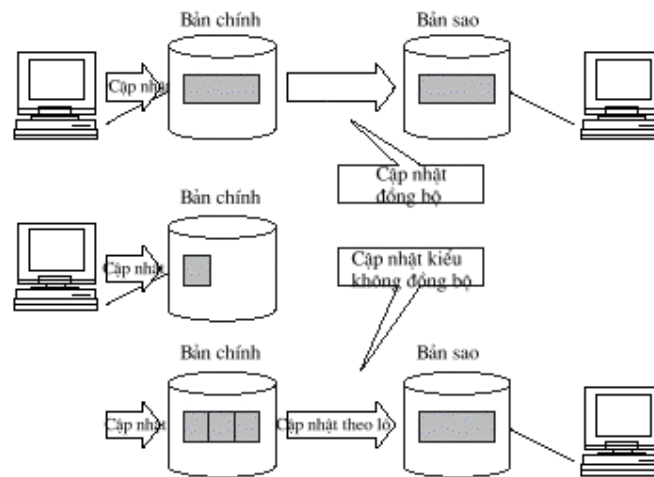 Bản chính
Bản sao
Cập nhật
Cập nhật
đồng bộ
Bản chính
Cập nhật
Cập nhật kiểu
không đồng bộ
Bản chính
Bản sao
Cập nhật
Cập nhật theo lô